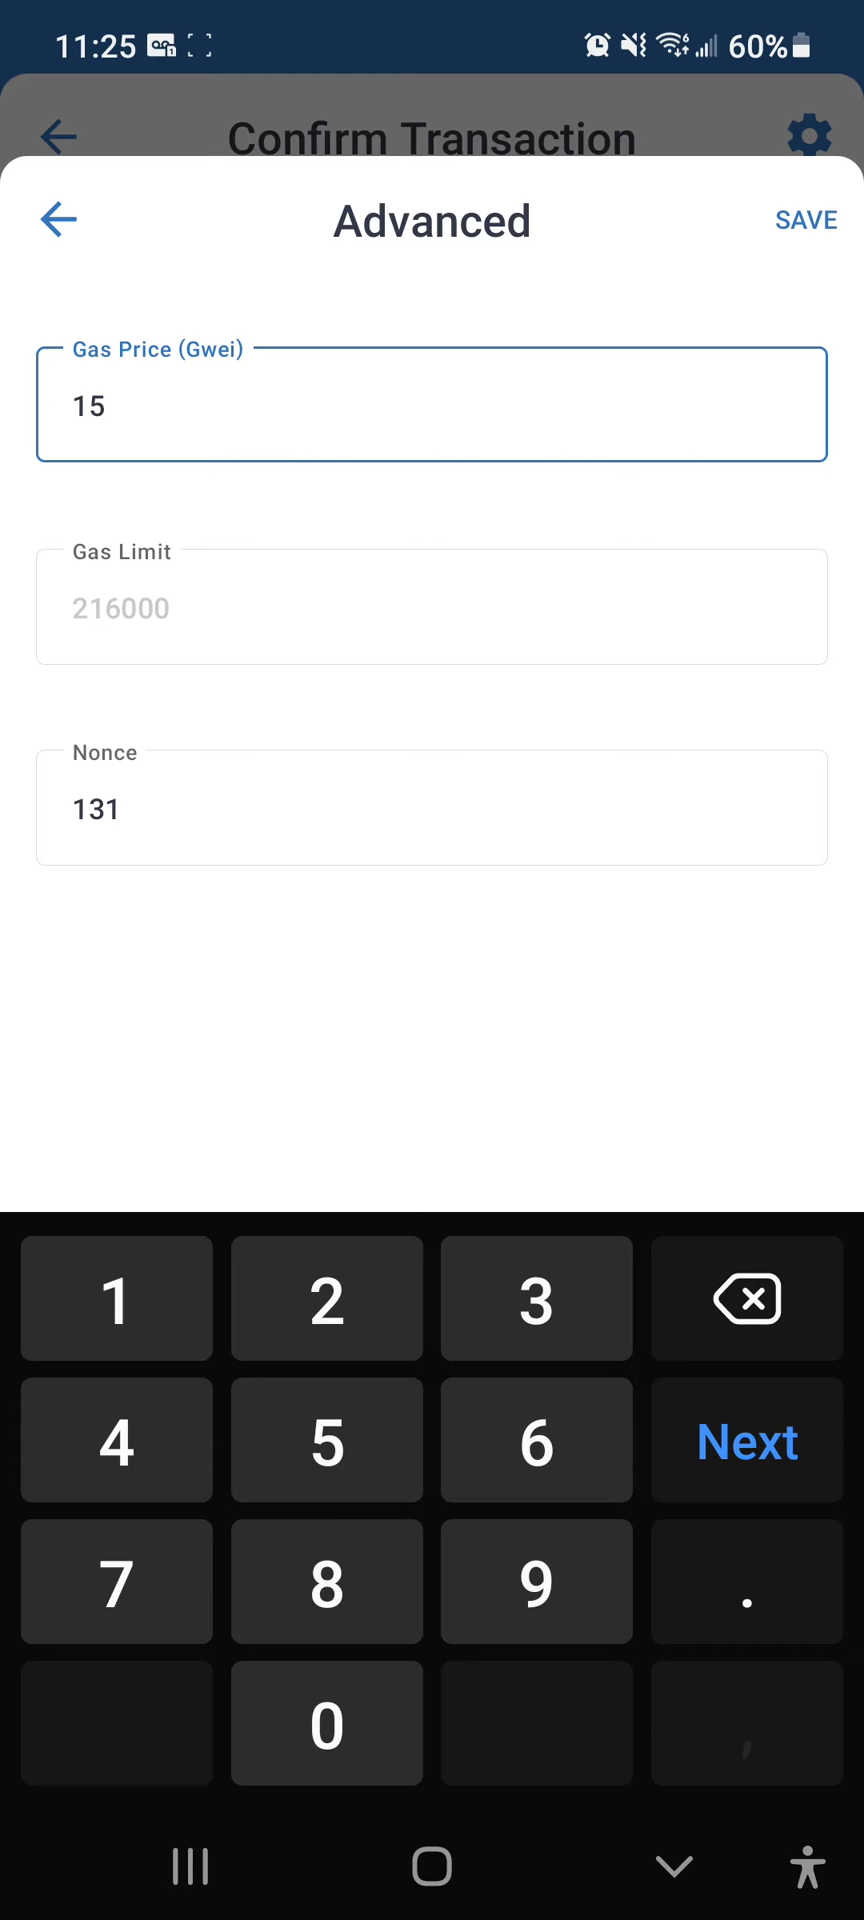 11:25
60%
Confirm Transaction
Advanced
SAVE
Gas Price (Gwei)
15
Gas Limit
216000
Nonce
131
1 2 3
4 5 6 Next
7 8 9 .
0 ,